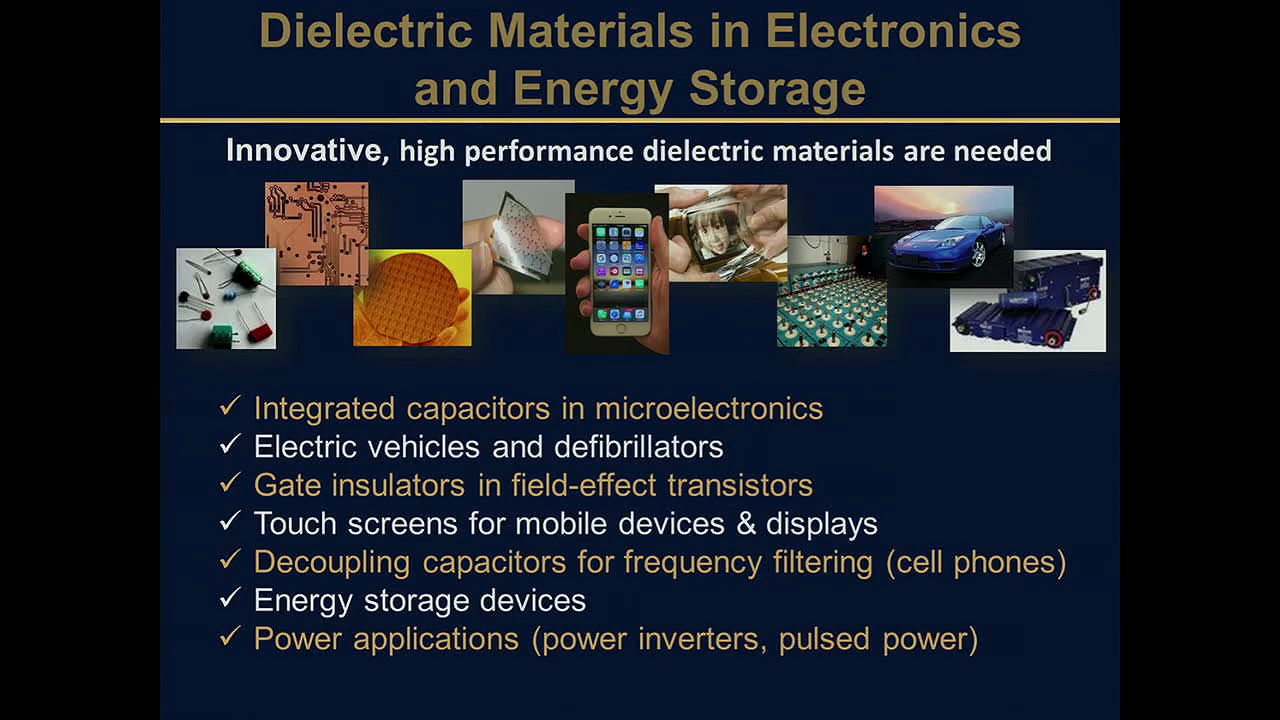 Dielectric Materials in Electronics
and Energy Storage
Innovative, high performance dielectric materials are needed
✓ Integrated capacitors in microelectronics
✓ Electric vehicles and defibrillators
✓ Gate insulators in field-effect transistors
✓ Touch screens for mobile devices & displays
✓ Decoupling capacitors for frequency filtering (cell phones)
✓ Energy storage devices
✓ Power applications (power inverters, pulsed power)